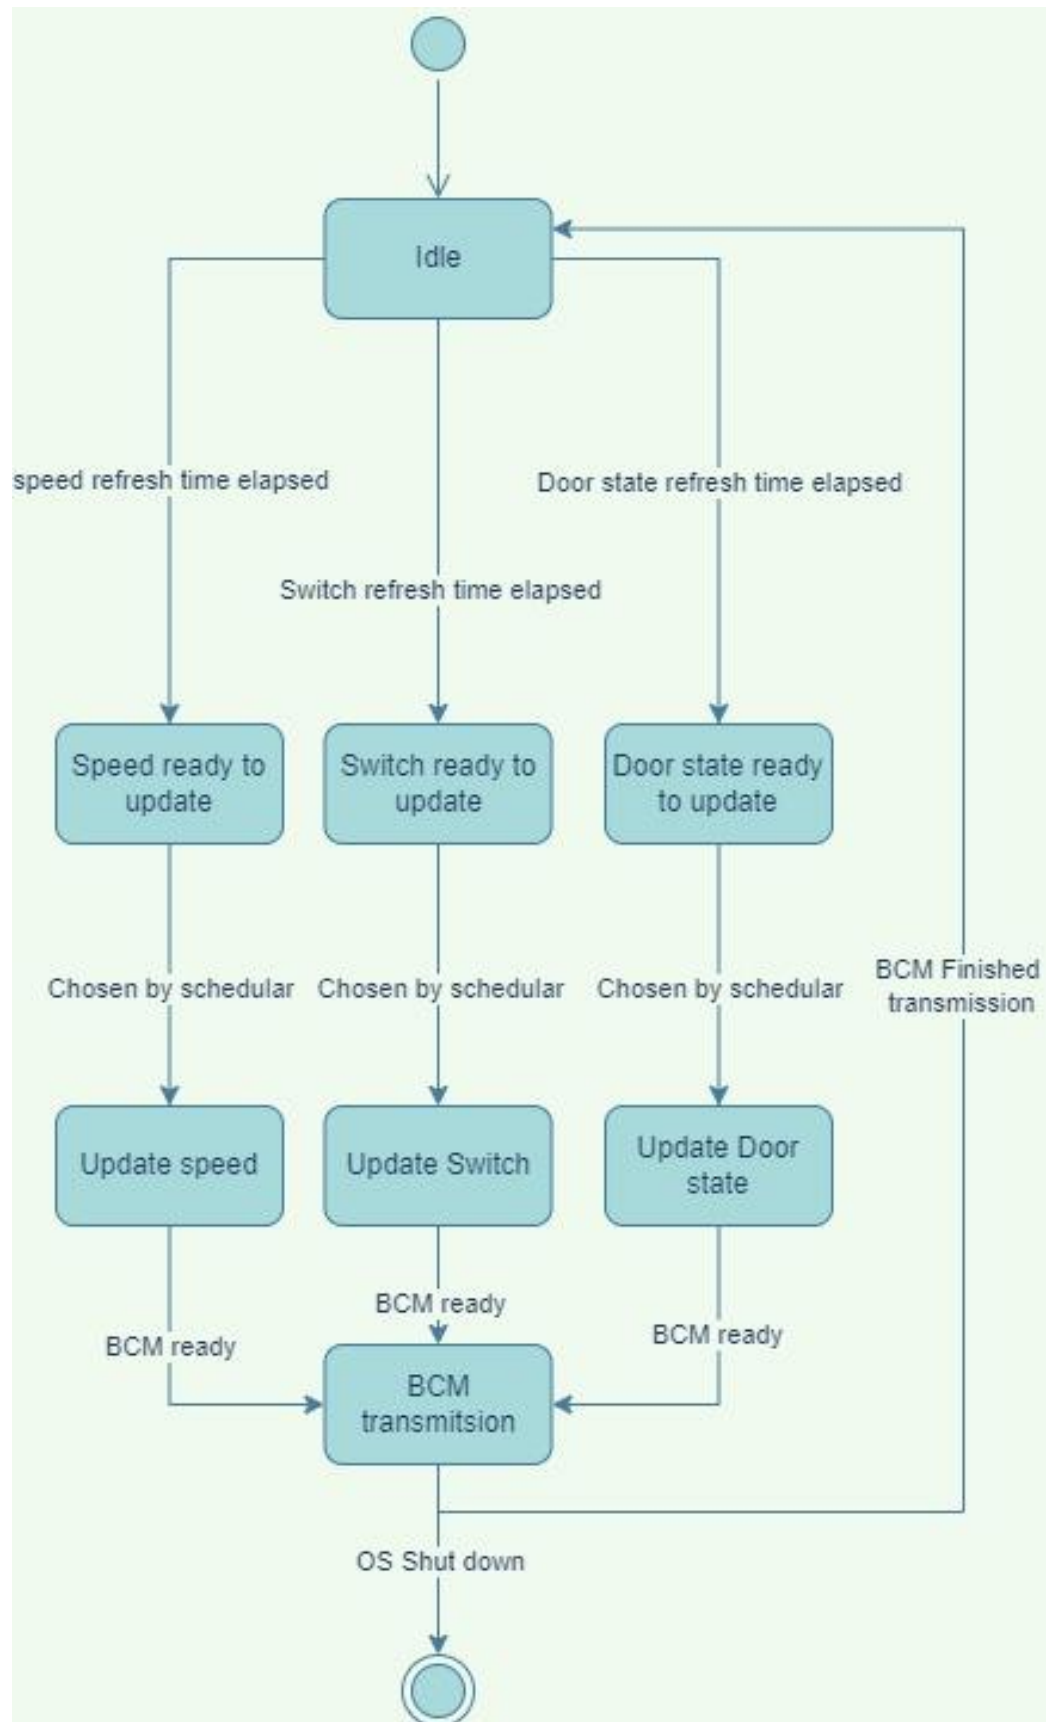 Idle
speed refresh time elapsed
Door state refresh time elapsed
Switch refresh time elapsed
Speed ready to
update
Switch ready to
update
Door state ready
to update
Chosen by schedular
Chosen by schedular
Chosen by schedular
BCM Finished
transmission
Update speed
Update Switch
Update Door
state
BCM ready
BCM ready
BCM ready
BCM
transmitsion
OS Shut down